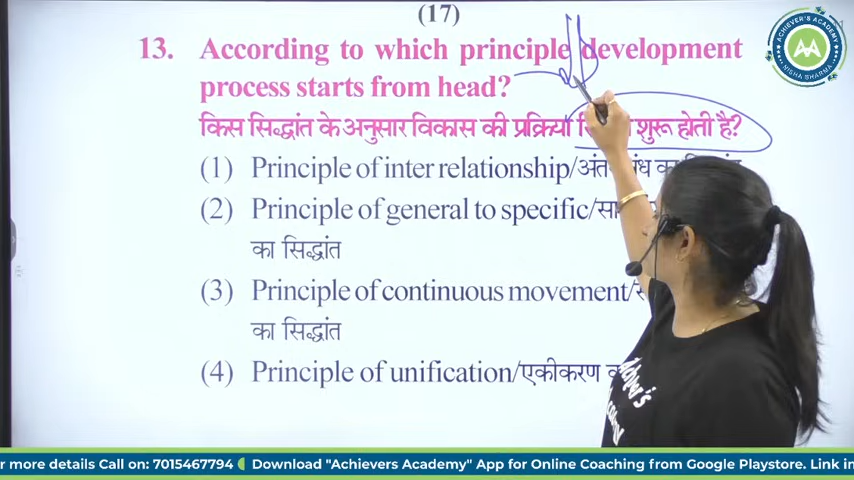 (17)
13. According to which principle development
process starts from head?
किस सिद्धांत के अनुसार विकास की प्रक्रिया शुरू होती है?
(1) Principle of inter relationship/
(2) Principle of general to specific/
का सिद्धांत
(3) Principle of continuous movement/
का सिद्धांत
(4) Principle of unification/एकीकरण
ACHIEVER'S ACADEMY
NISHA SHARMA
more details Call on: 7015467794 Download "Achievers Academy" App for Online Coaching from Google Playstore. Link in